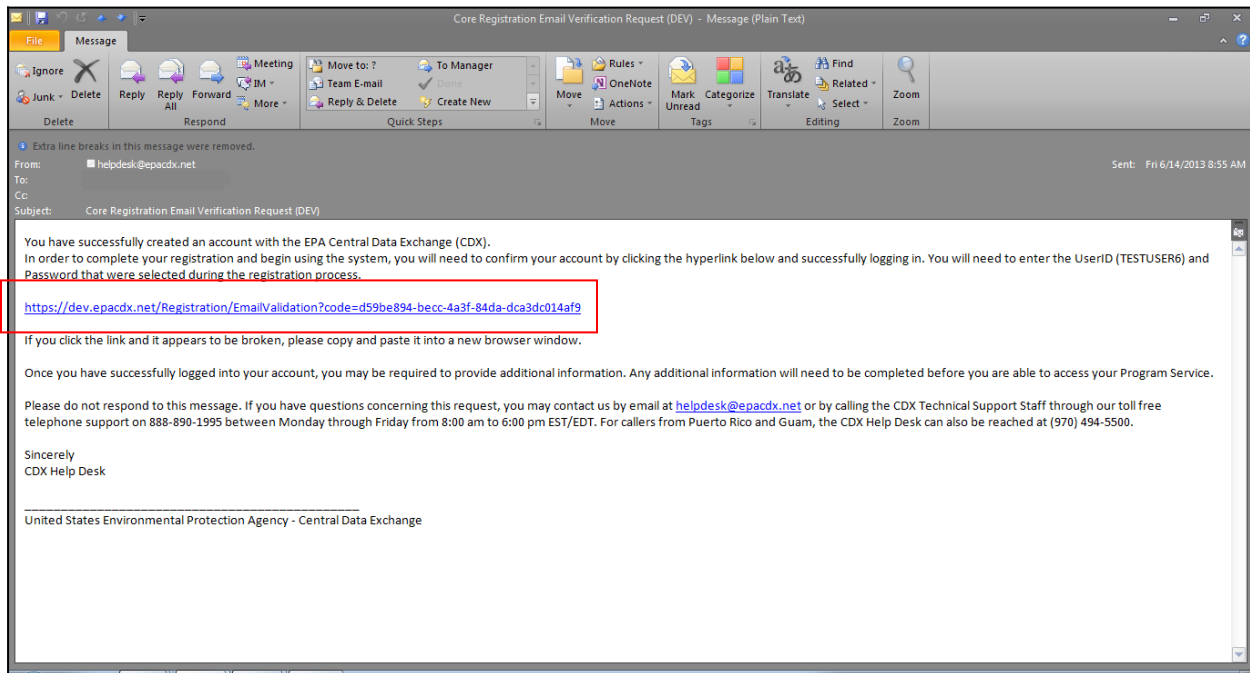 Core Registration Email Verification Request (DEV) - Message (Plain Text)
File Message
Ignore
Junk
Delete
Reply
Reply All
Forward
Meeting
IM
More
Move to: ?
Team E-mail
Reply & Delete
To Manager
Done
Create New
Move
Rules
OneNote
Actions
Mark Unread
Categorize
Translate
Find
Related
Select
Zoom
Delete Respond Quick Steps Move Tags Editing Zoom
Extra line breaks in this message were removed.
From: helpdesk@epacdx.net Sent: Fri 6/14/2013 8:55 AM
To:
Cc:
Subject: Core Registration Email Verification Request (DEV)
You have successfully created an account with the EPA Central Data Exchange (CDX).
In order to complete your registration and begin using the system, you will need to confirm your account by clicking the hyperlink below and successfully logging in. You will need to enter the UserID (TESTUSER6) and
Password that were selected during the registration process.
https://dev.epacdx.net/Registration/EmailValidation?code=d59be894-becc-4a3f-84da-dca3dc014af9
If you click the link and it appears to be broken, please copy and paste it into a new browser window.
Once you have successfully logged into your account, you may be required to provide additional information. Any additional information will need to be completed before you are able to access your Program Service.
Please do not respond to this message. If you have questions concerning this request, you may contact us by email at helpdesk@epacdx.net or by calling the CDX Technical Support Staff through our toll free
telephone support on 888-890-1995 between Monday through Friday from 8:00 am to 6:00 pm EST/EDT. For callers from Puerto Rico and Guam, the CDX Help Desk can also be reached at (970) 494-5500.
Sincerely
CDX Help Desk
United States Environmental Protection Agency - Central Data Exchange